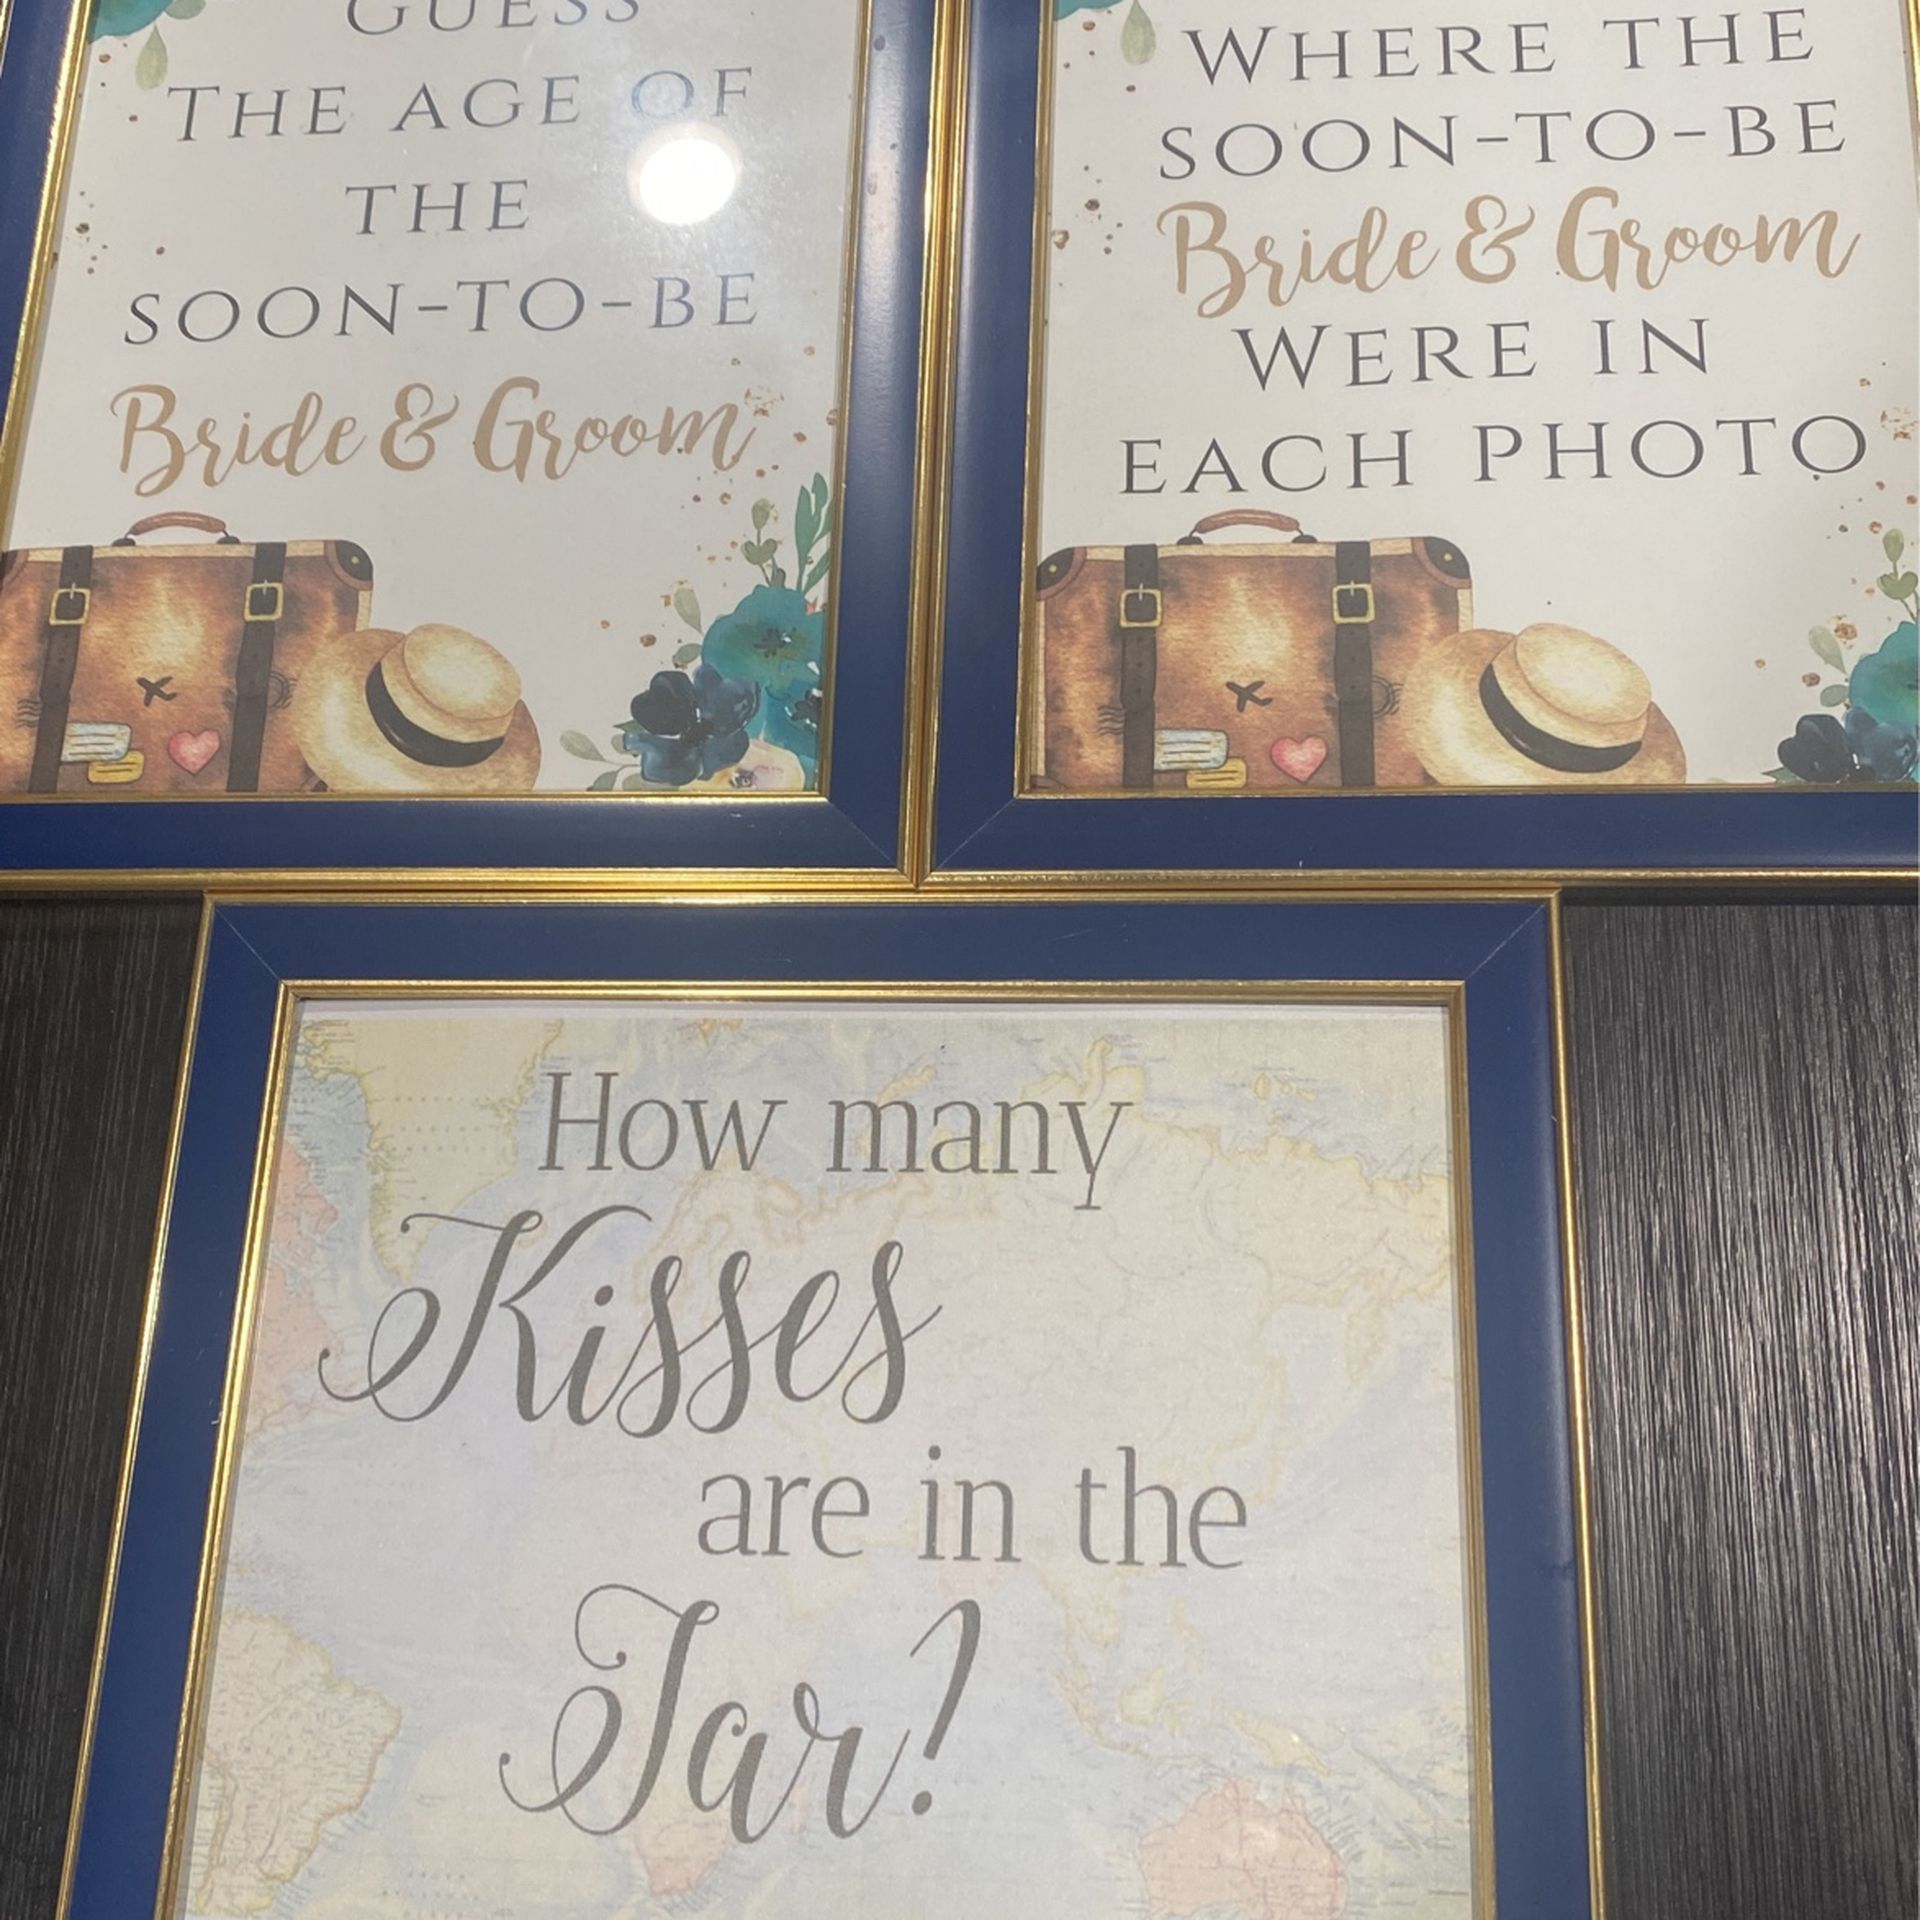 GUESS
THE AGE OF
THE
SOON-TO-BE
Bride & Groom
WHERE THE
SOON-TO-BE
Bride & Groom
WERE IN
EACH PHOTO
How many
Kisses
are in the
Jar?